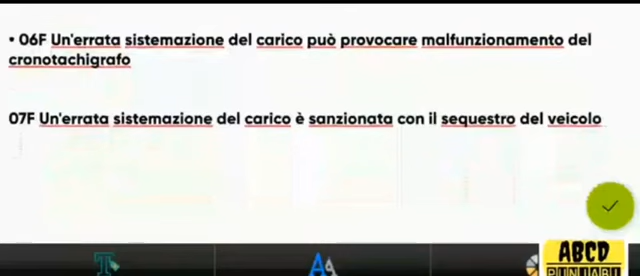 • 06F Un'errata sistemazione del carico può provocare malfunzionamento del
cronotachigrafo
07F Un'errata sistemazione del carico è sanzionata con il sequestro del veicolo
ABCD
PUNJABI